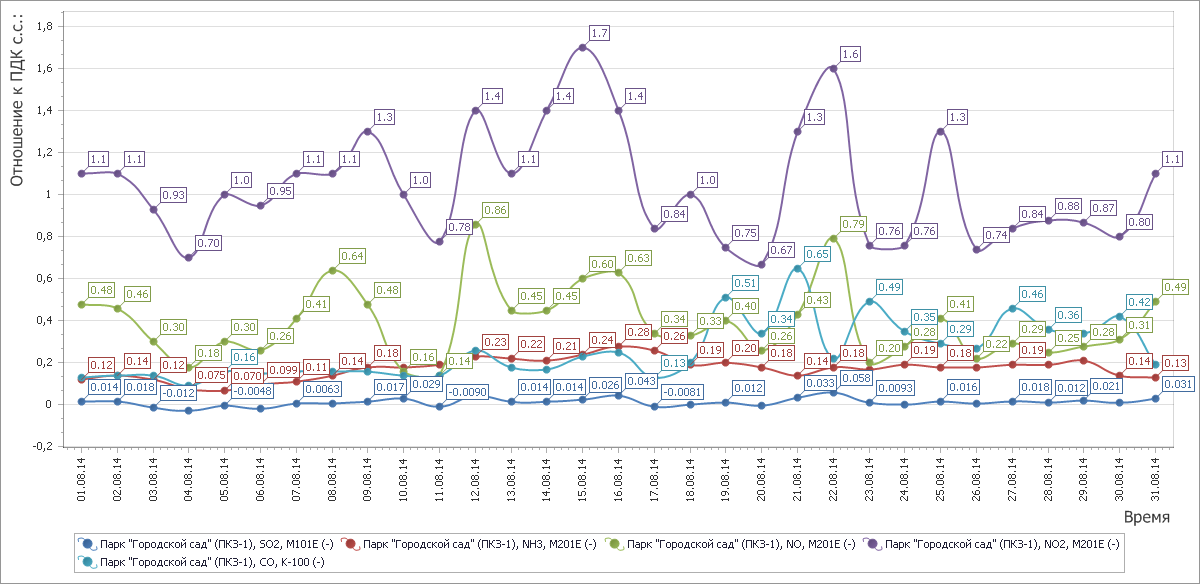 Отношение к ПДК с.с.:
1,8
1,6
1,4
1,2
1
0,8
0,6
0,4
0,2
0
-0,2
1.1 1.1 0.93 0.70 1.0 0.95 1.1 1.1 1.3 1.0 0.78 1.4 1.1 1.4 1.7 1.4 0.84 1.0 0.75 0.67 1.3 1.6 0.76 0.76 1.3 0.74 0.84 0.88 0.87 0.80 1.1
0.48 0.46 0.30 0.18 0.30 0.26 0.41 0.64 0.48 0.16 0.14 0.86 0.45 0.45 0.60 0.63 0.34 0.33 0.40 0.26 0.43 0.79 0.20 0.28 0.41 0.22 0.29 0.25 0.28 0.31 0.49
0.16 0.13 0.51 0.34 0.65 0.49 0.35 0.29 0.46 0.36 0.42
0.12 0.14 0.12 0.075 0.070 0.099 0.11 0.14 0.18 0.23 0.22 0.21 0.24 0.28 0.26 0.19 0.20 0.18 0.18 0.19 0.18 0.19 0.14 0.13
0.014 0.018 -0.012 -0.0048 0.0063 0.017 0.029 -0.0090 0.014 0.014 0.026 0.043 -0.0081 0.012 0.033 0.058 0.0093 0.016 0.018 0.012 0.021 0.031
01.08.14 02.08.14 03.08.14 04.08.14 05.08.14 06.08.14 07.08.14 08.08.14 09.08.14 10.08.14 11.08.14 12.08.14 13.08.14 14.08.14 15.08.14 16.08.14 17.08.14 18.08.14 19.08.14 20.08.14 21.08.14 22.08.14 23.08.14 24.08.14 25.08.14 26.08.14 27.08.14 28.08.14 29.08.14 30.08.14 31.08.14
Время
Парк "Городской сад" (ПКЗ-1), SO2, M101E (-) Парк "Городской сад" (ПКЗ-1), NH3, M201E (-) Парк "Городской сад" (ПКЗ-1), NO, M201E (-) Парк "Городской сад" (ПКЗ-1), NO2, M201E (-)
Парк "Городской сад" (ПКЗ-1), CO, K-100 (-)